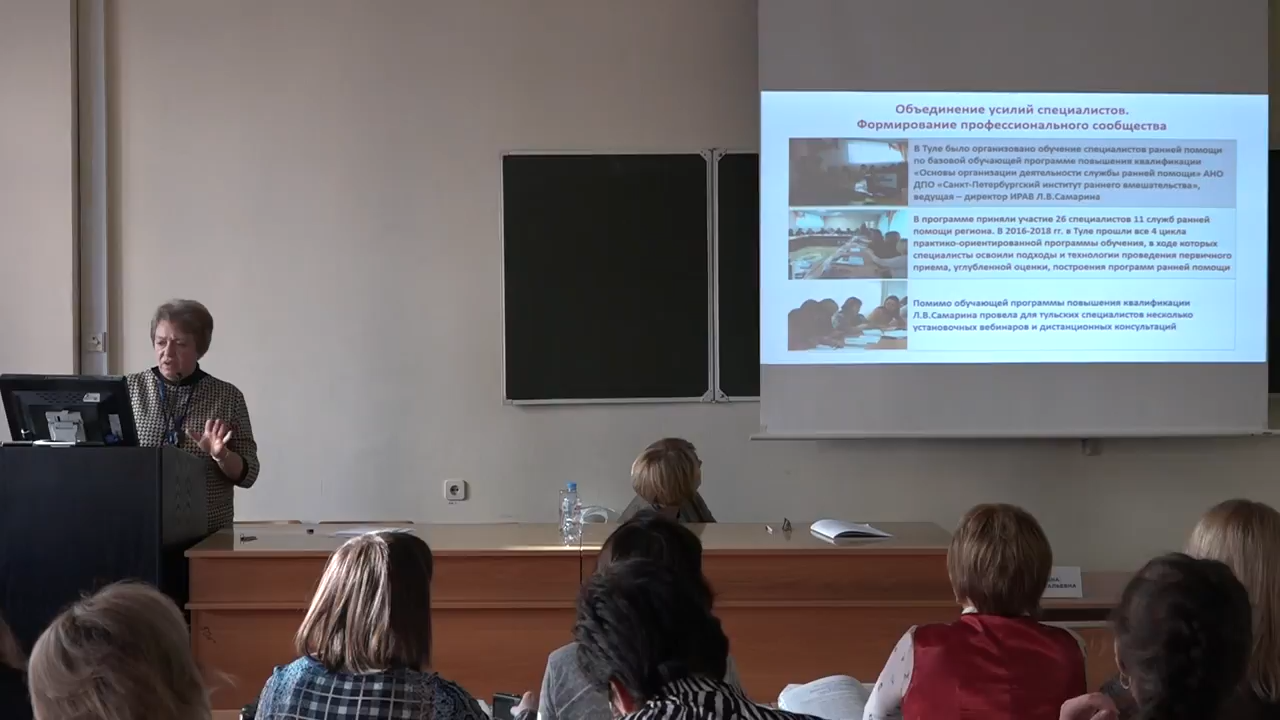 Объединение усилий специалистов.
Формирование профессионального сообщества
В Туле было организовано обучение специалистов ранней помощи
по базовой обучающей программе повышения квалификации
«Основы организации деятельности службы ранней помощи» АНО
ДПО «Санкт-Петербургский институт раннего вмешательства»,
ведущая – директор ИРАВ Л.В.Самарина
В программе приняли участие 26 специалистов 11 служб ранней
помощи региона. В 2016-2018 гг. в Туле прошли все 4 цикла
практико-ориентированной программы обучения, в ходе которых
специалисты освоили подходы и технологии проведения первичного
приема, углубленной оценки, построения программ ранней помощи
Помимо обучающей программы повышения квалификации
Л.В.Самарина провела для тульских специалистов несколько
установочных вебинаров и дистанционных консультаций